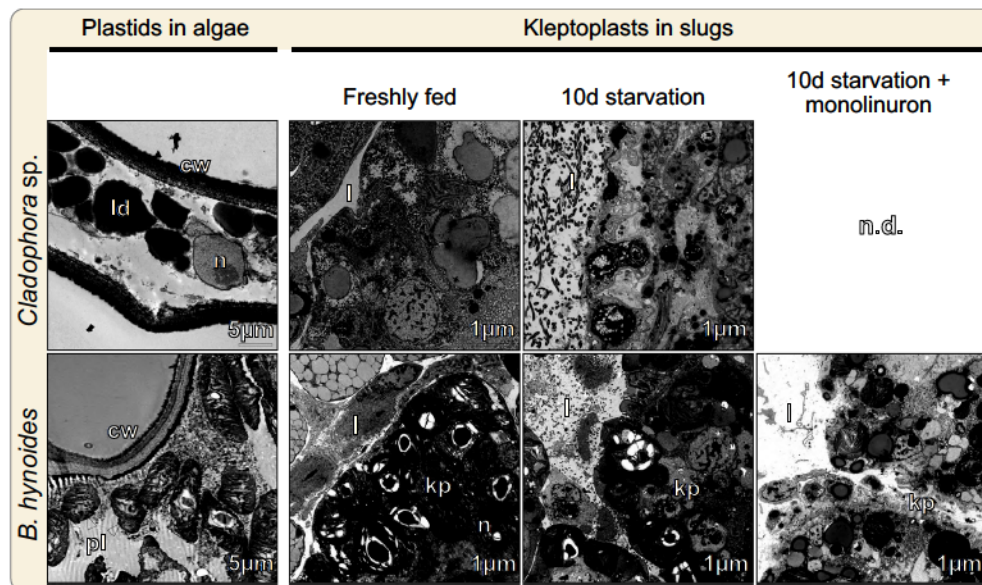 Plastids in algae
Kleptoplasts in slugs
Freshly fed
10d starvation
10d starvation +
monolinuron
Cladophora sp.
cw
ld
n
5µm
l
1µm
l
1µm
n.d.
B. hynoides
cw
pl
5µm
l
kp
n
1µm
l
kp
1µm
l
kp
1µm